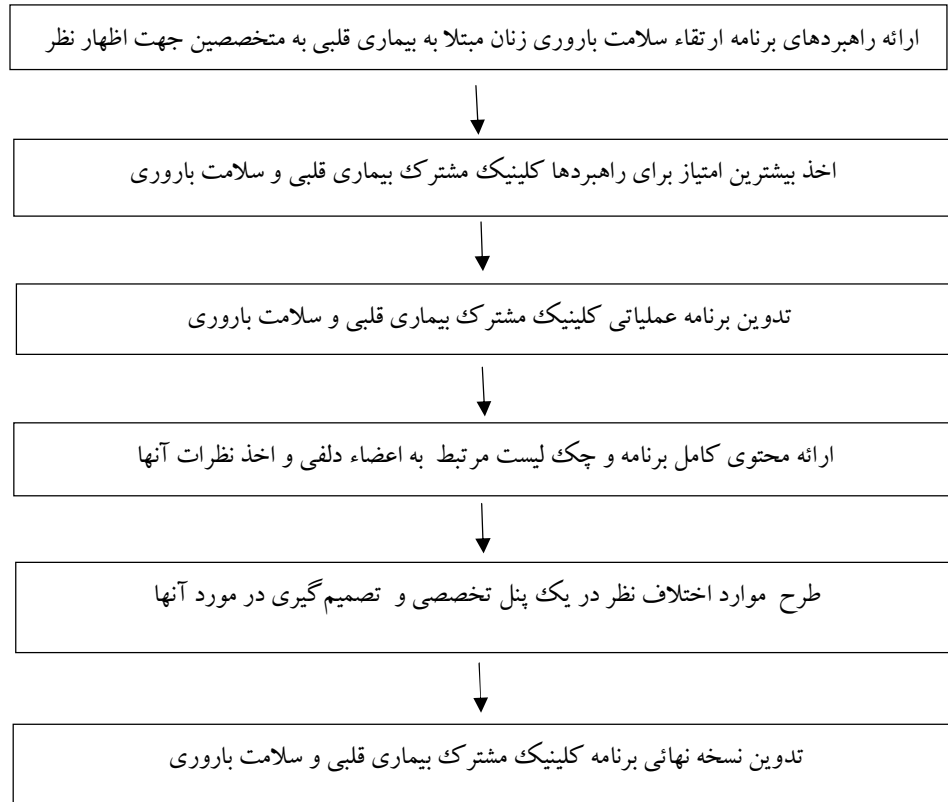 ارائه راهبردهای برنامه ارتقاء سلامت باروری زنان مبتلا به بیماری قلبی به متخصصین جهت اظهار نظر
اخذ بیشترین امتیاز برای راهبردها کلینیک مشترک بیماری قلبی و سلامت باروری
تدوین برنامه عملیاتی کلینیک مشترک بیماری قلبی و سلامت باروری
ارائه محتوی کامل برنامه و چک لیست مرتبط به اعضاء دلفی و اخذ نظرات آنها
طرح موارد اختلاف نظر در یک پنل تخصصی و تصمیم‌گیری در مورد آنها
تدوین نسخه نهائی برنامه کلینیک مشترک بیماری قلبی و سلامت باروری